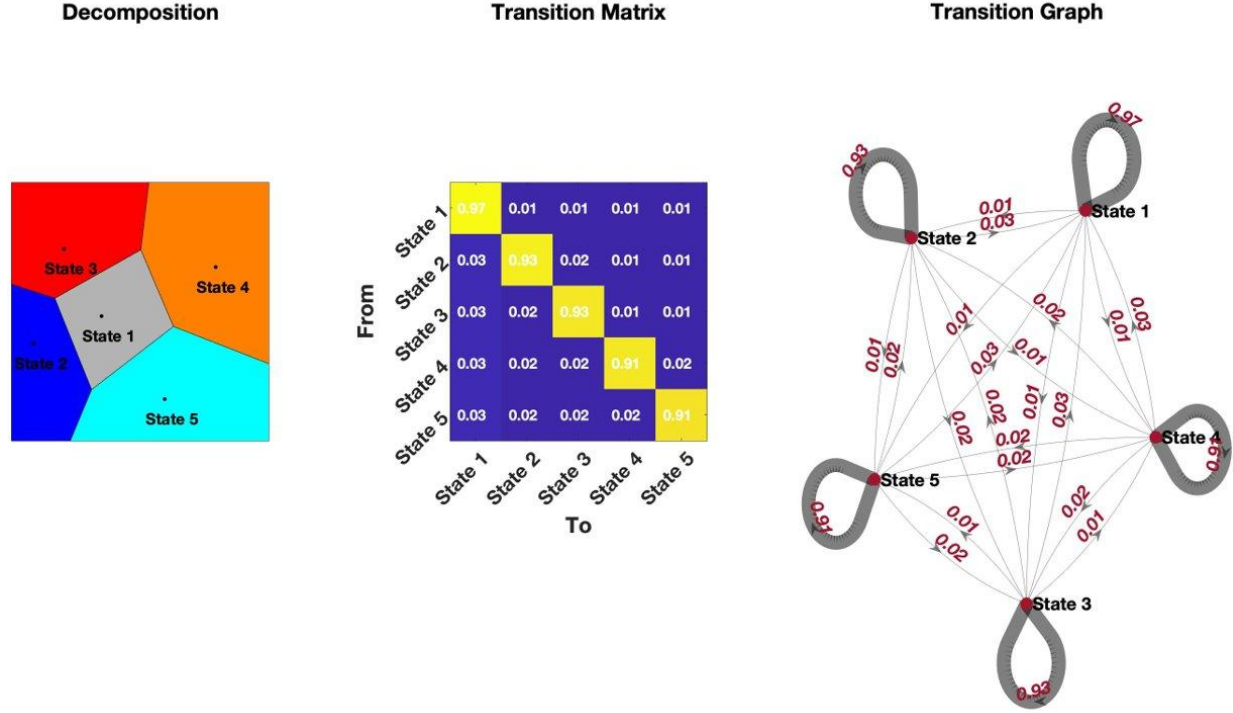 Decomposition
Transition Matrix
Transition Graph
State 3
State 4
State 1
State 2
State 5
From
State 1
0.97 0.01 0.01 0.01 0.01
State 2
0.03 0.93 0.02 0.01 0.01
State 3
0.03 0.02 0.93 0.01 0.01
State 4
0.03 0.02 0.02 0.91 0.02
State 5
0.03 0.02 0.02 0.02 0.91
State 1 State 2 State 3 State 4 State 5
To
0.97
0.93
0.01
State 1
0.03
State 2
0.02
0.01
0.03
0.01
0.01
0.01
0.02
0.03
0.01
0.03
0.02
0.02
0.02
State 4
0.02
0.91
State 5
0.02
0.91
0.01
0.01
0.02
State 3
0.93